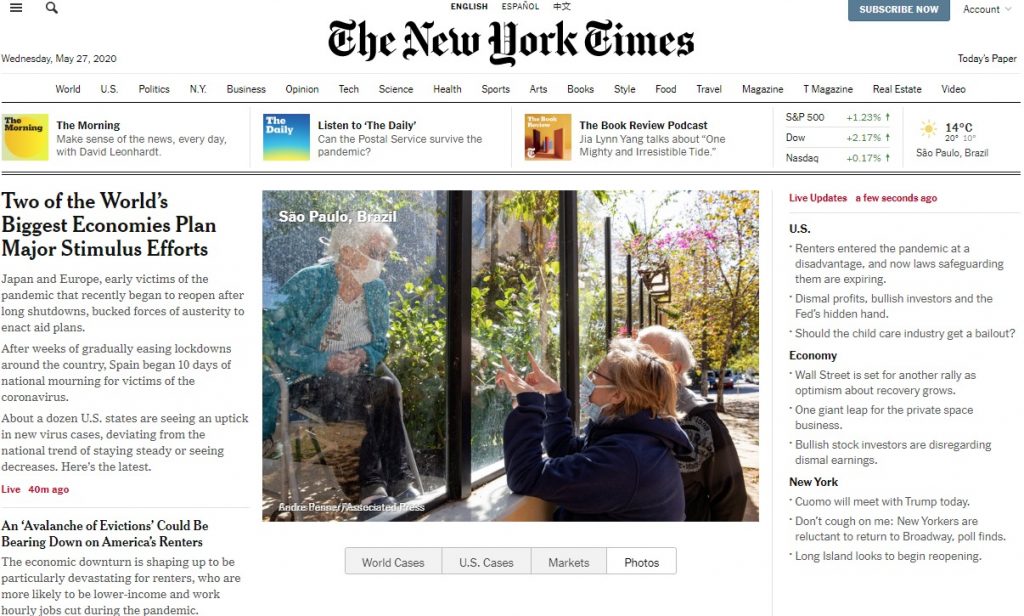 ENGLISH ESPAÑOL 中文
SUBSCRIBE NOW
Account
The New York Times
Wednesday, May 27, 2020
Today's Paper
World U.S. Politics N.Y. Business Opinion Tech Science Health Sports Arts Books Style Food Travel Magazine T Magazine Real Estate Video
The Morning
The Morning
Make sense of the news, every day,
with David Leonhardt.
The Daily
Listen to ‘The Daily’
Can the Postal Service survive the
pandemic?
The Book Review
The Book Review Podcast
Jia Lynn Yang talks about “One
Mighty and Irresistible Tide.”
S&P 500 +1.23% ↑
Dow +2.17% ↑
Nasdaq +0.17% ↑
14°C
20° 10°
São Paulo, Brazil
Two of the World’s
Biggest Economies Plan
Major Stimulus Efforts
Japan and Europe, early victims of the
pandemic that recently began to reopen after
long shutdowns, bucked forces of austerity to
enact aid plans.
After weeks of gradually easing lockdowns
around the country, Spain began 10 days of
national mourning for victims of the
coronavirus.
About a dozen U.S. states are seeing an uptick
in new virus cases, deviating from the
national trend of staying steady or seeing
decreases. Here’s the latest.
Live 40m ago
An ‘Avalanche of Evictions’ Could Be
Bearing Down on America’s Renters
The economic downturn is shaping up to be
particularly devastating for renters, who are
more likely to be lower-income and work
hourly jobs cut during the pandemic.
São Paulo, Brazil
Andre Penner/Associated Press
World Cases U.S. Cases Markets Photos
Live Updates a few seconds ago
U.S.
Renters entered the pandemic at a
disadvantage, and now laws safeguarding
them are expiring.
Dismal profits, bullish investors and the
Fed’s hidden hand.
Should the child care industry get a bailout?
Economy
Wall Street is set for another rally as
optimism about recovery grows.
One giant leap for the private space
business.
Bullish stock investors are disregarding
dismal earnings.
New York
Cuomo will meet with Trump today.
Don’t cough on me: New Yorkers are
reluctant to return to Broadway, poll finds.
Long Island looks to begin reopening.